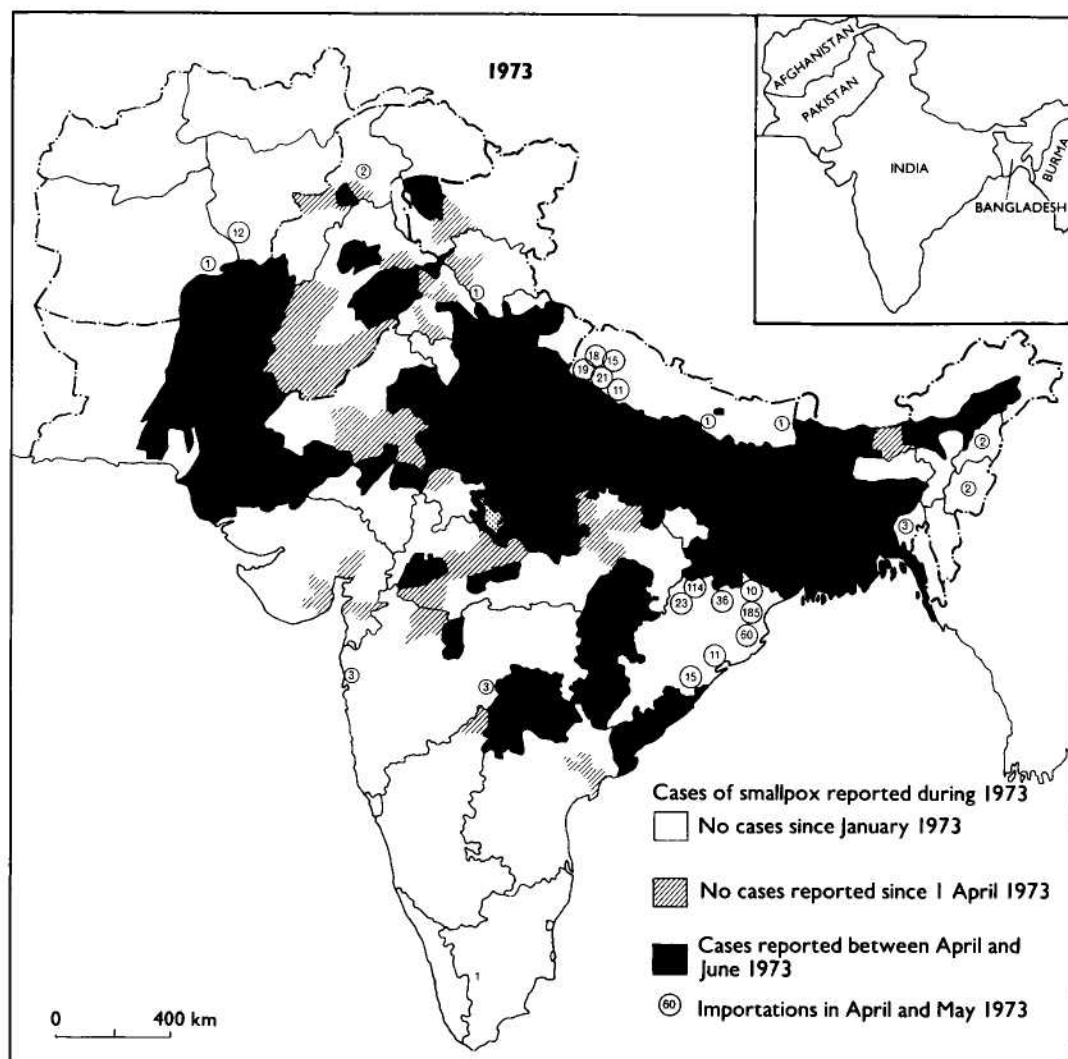 1973
AFGHANISTAN
PAKISTAN
INDIA
BURMA
BANGLADESH
2
12
1
1
18
15
19
21
11
1
1
2
2
3
114
10
23
36
185
60
11
15
3
3
1
Cases of smallpox reported during 1973
No cases since January 1973
No cases reported since 1 April 1973
Cases reported between April and
June 1973
60
Importations in April and May 1973
0 400 km